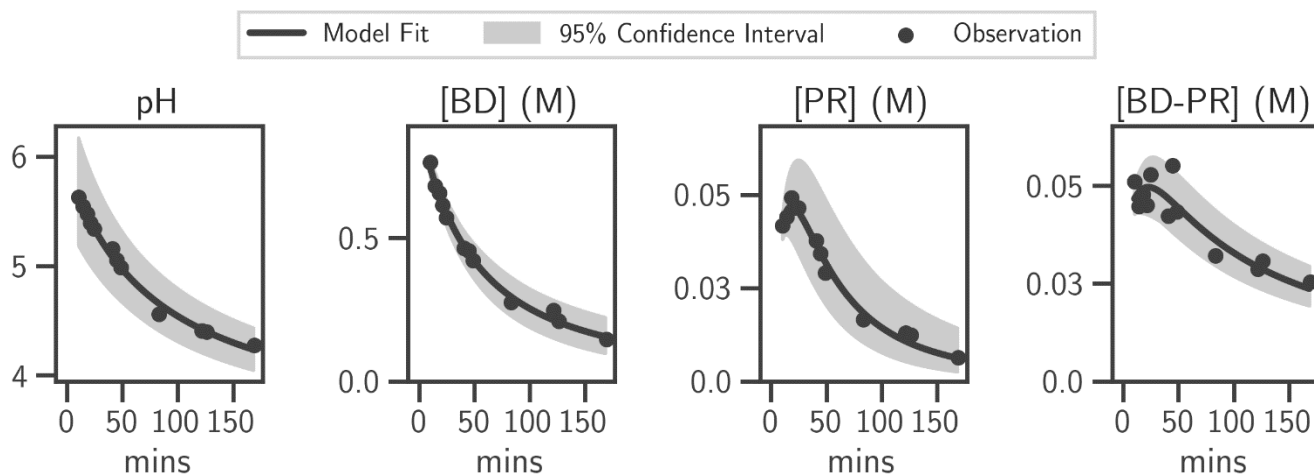 Model Fit 95% Confidence Interval Observation
pH [BD] (M) [PR] (M) [BD-PR] (M)
6
5
4
0.5
0.0
0.05
0.03
0.0
0.05
0.03
0.0
0 50 100 150 0 50 100 150 0 50 100 150 0 50 100 150
mins mins mins mins